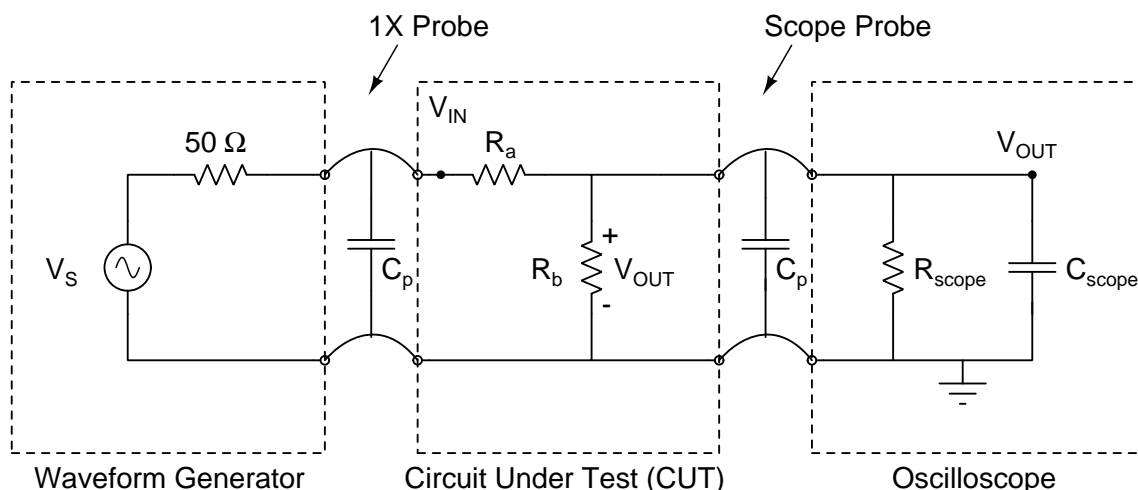 1X Probe
Scope Probe
V_IN
50 Ω
R_a
V_OUT
V_S
C_p
R_b
+
V_OUT
-
C_p
R_scope
C_scope
Waveform Generator
Circuit Under Test (CUT)
Oscilloscope